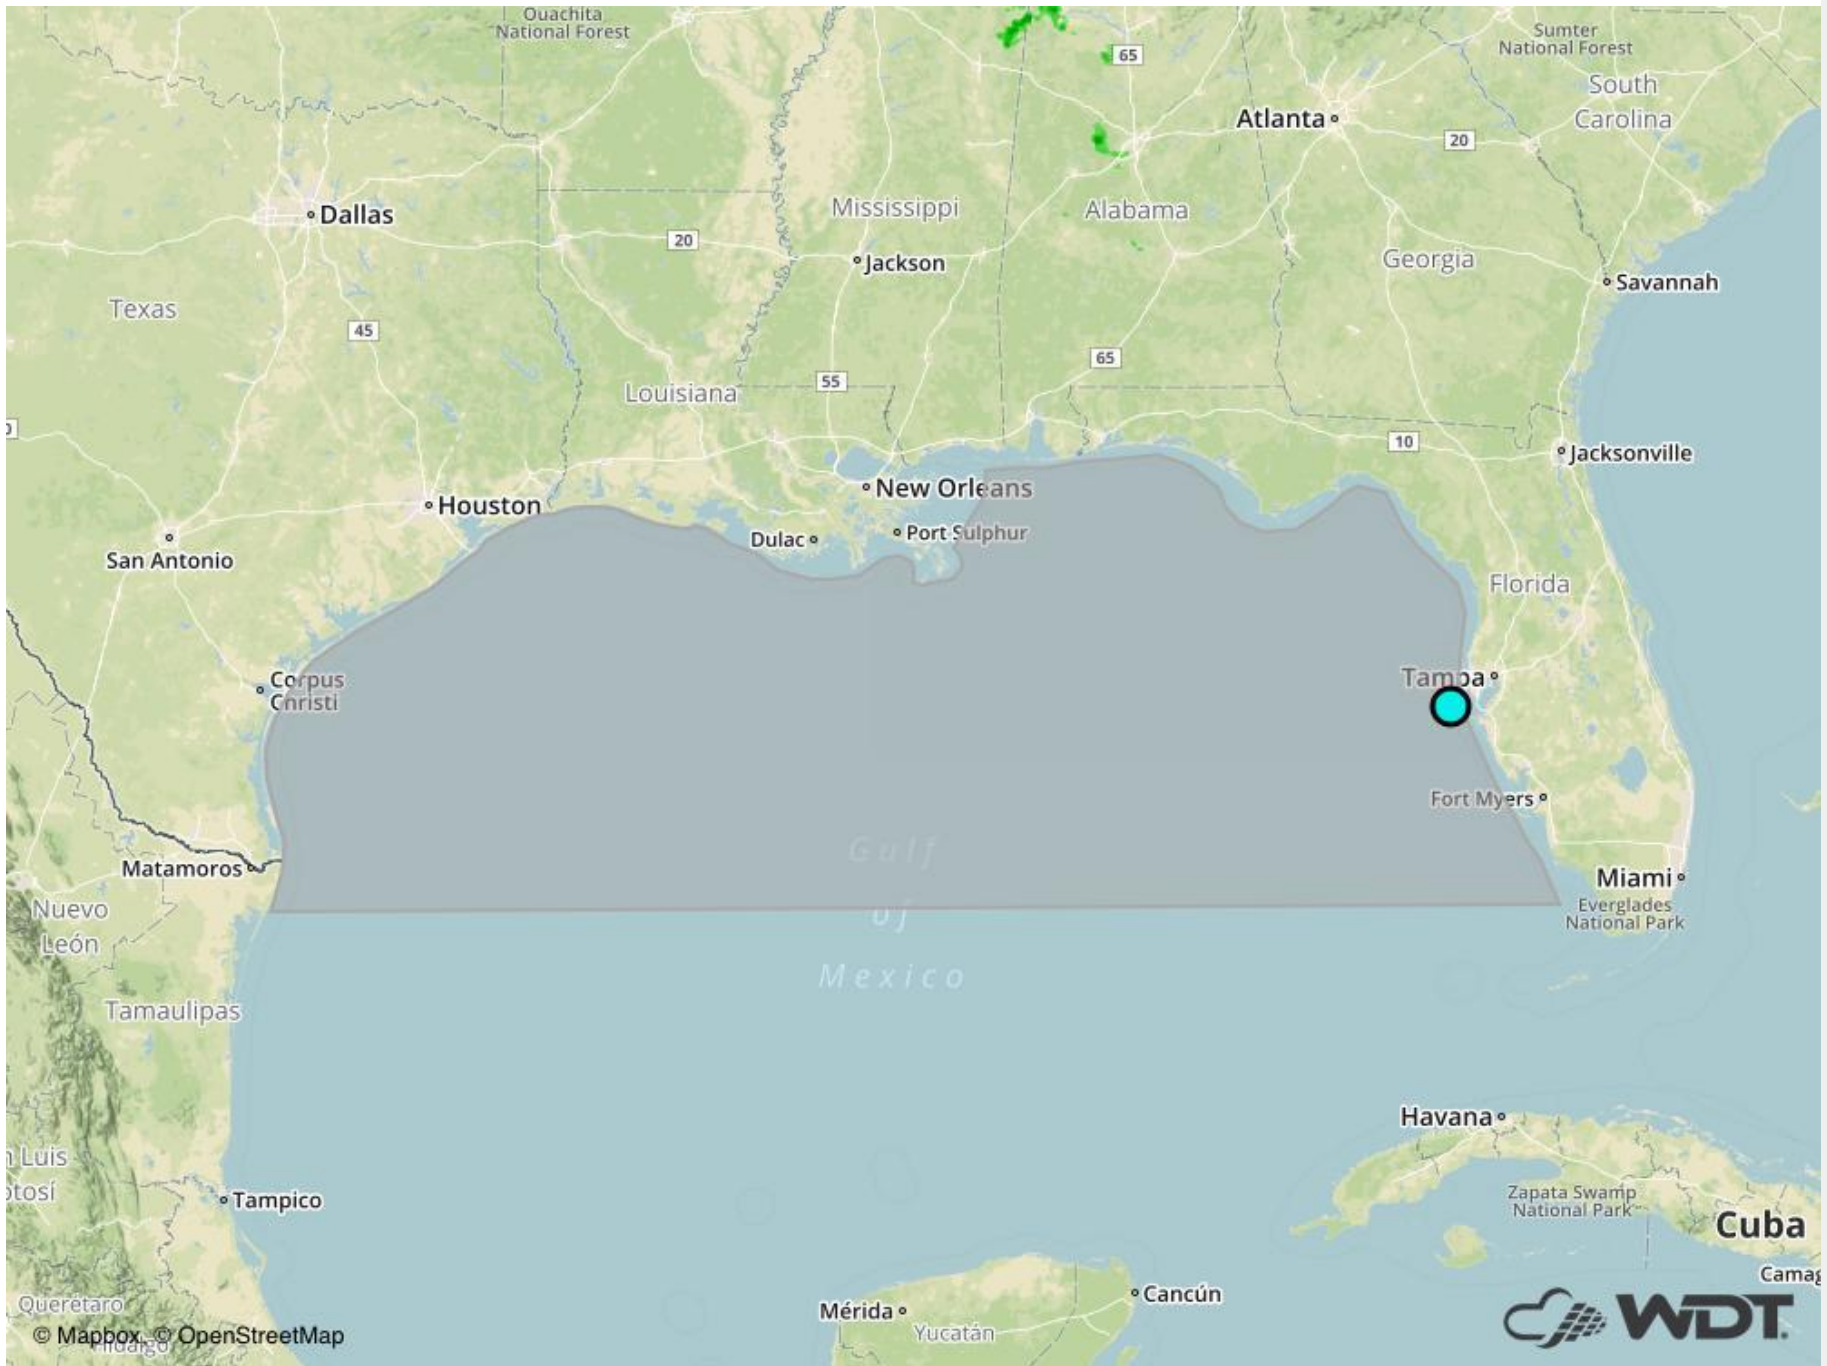 Ouachita
National Forest
Sumter
National Forest
65
South
Carolina
Atlanta
20
Dallas
Mississippi
Alabama
20
Jackson
Georgia
Savannah
Texas
45
65
Louisiana
55
10
Jacksonville
New Orleans
Houston
Dulac
Port Sulphur
San Antonio
Florida
Corpus
Christi
Tampa
Fort Myers
Gulf
of
Mexico
Matamoros
Miami
Everglades
National Park
Nuevo
León
Tamaulipas
Havana
Luis
otosí
Tampico
Zapata Swamp
National Park
Cuba
Camag
Cancún
Mérida
Yucatán
Querétaro
© Mapbox, © OpenStreetMap
Hidalgo
WDT